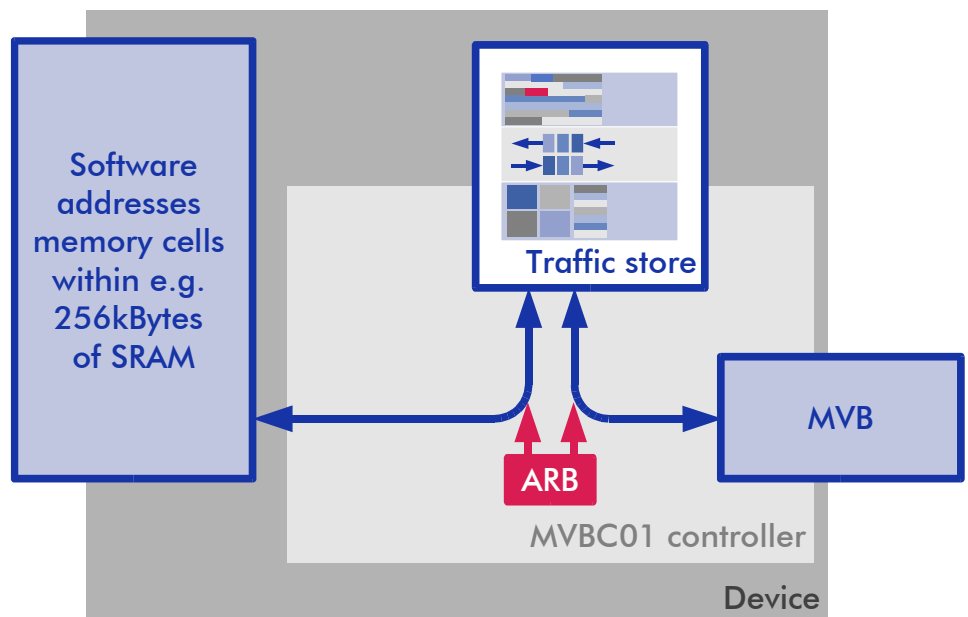 Software
addresses
memory cells
within e.g.
256kBytes
of SRAM
Traffic store
MVB
ARB
MVBC01 controller
Device